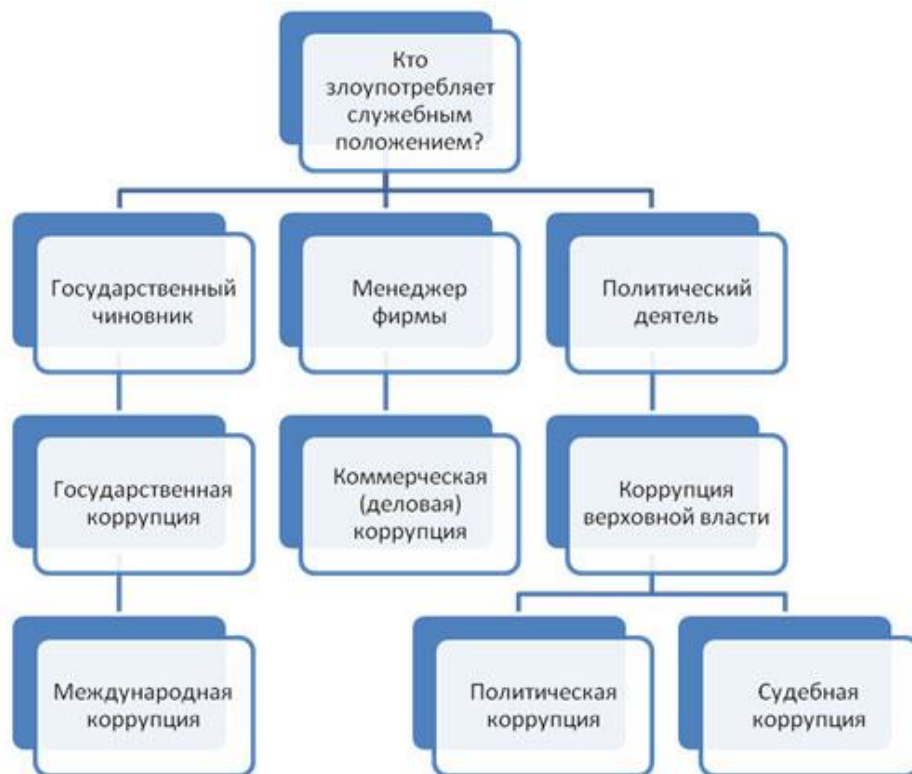 Кто
злоупотребляет
служебным
положением?
Государственный
чиновник
Менеджер
фирмы
Политический
деятель
Государственная
коррупция
Коммерческая
(деловая)
коррупция
Коррупция
верховной власти
Международная
коррупция
Политическая
коррупция
Судебная
коррупция